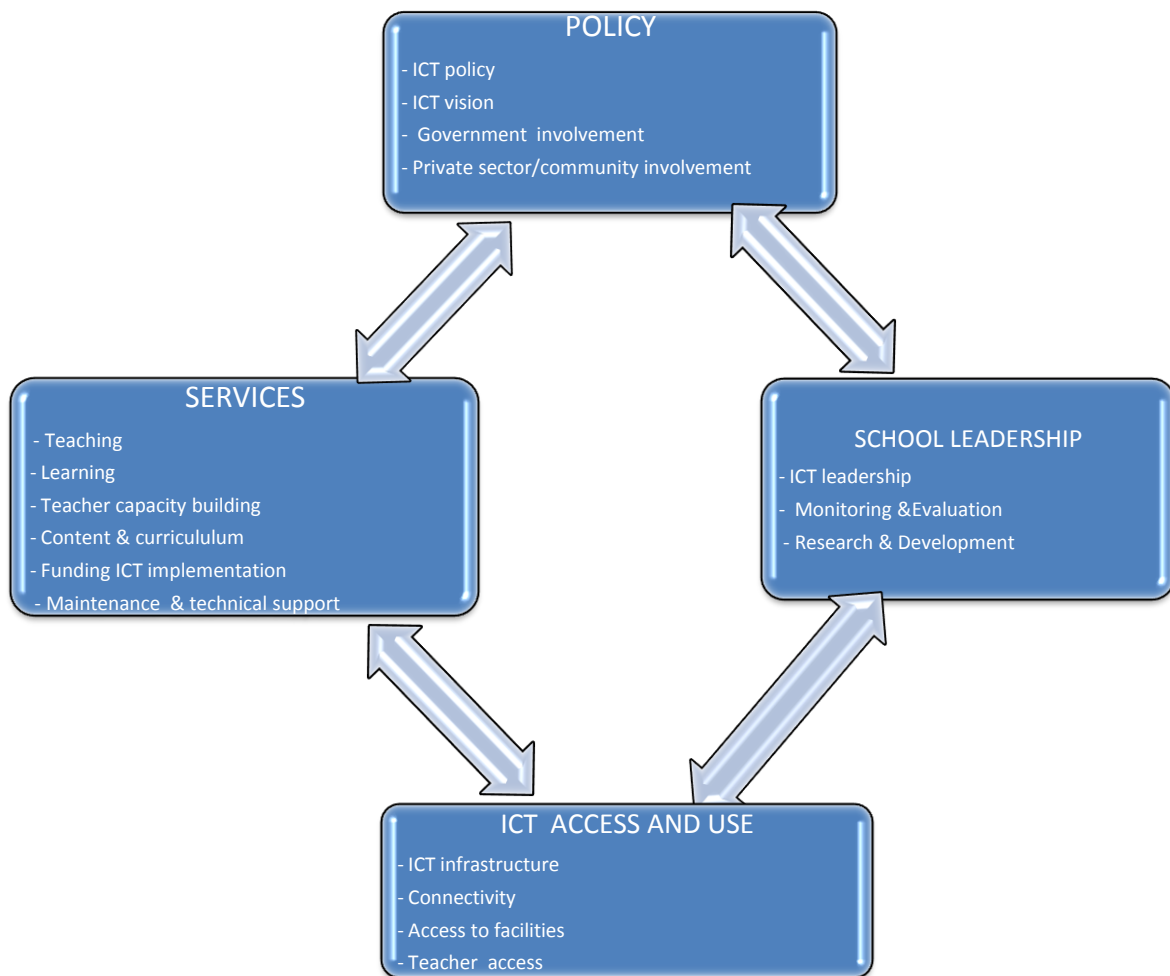 POLICY
- ICT policy
- ICT vision
- Government involvement
- Private sector/community involvement
SERVICES
- Teaching
- Learning
- Teacher capacity building
- Content & curricululum
- Funding ICT implementation
- Maintenance & technical support
SCHOOL LEADERSHIP
- ICT leadership
- Monitoring &Evaluation
- Research & Development
ICT ACCESS AND USE
- ICT infrastructure
- Connectivity
- Access to facilities
- Teacher access